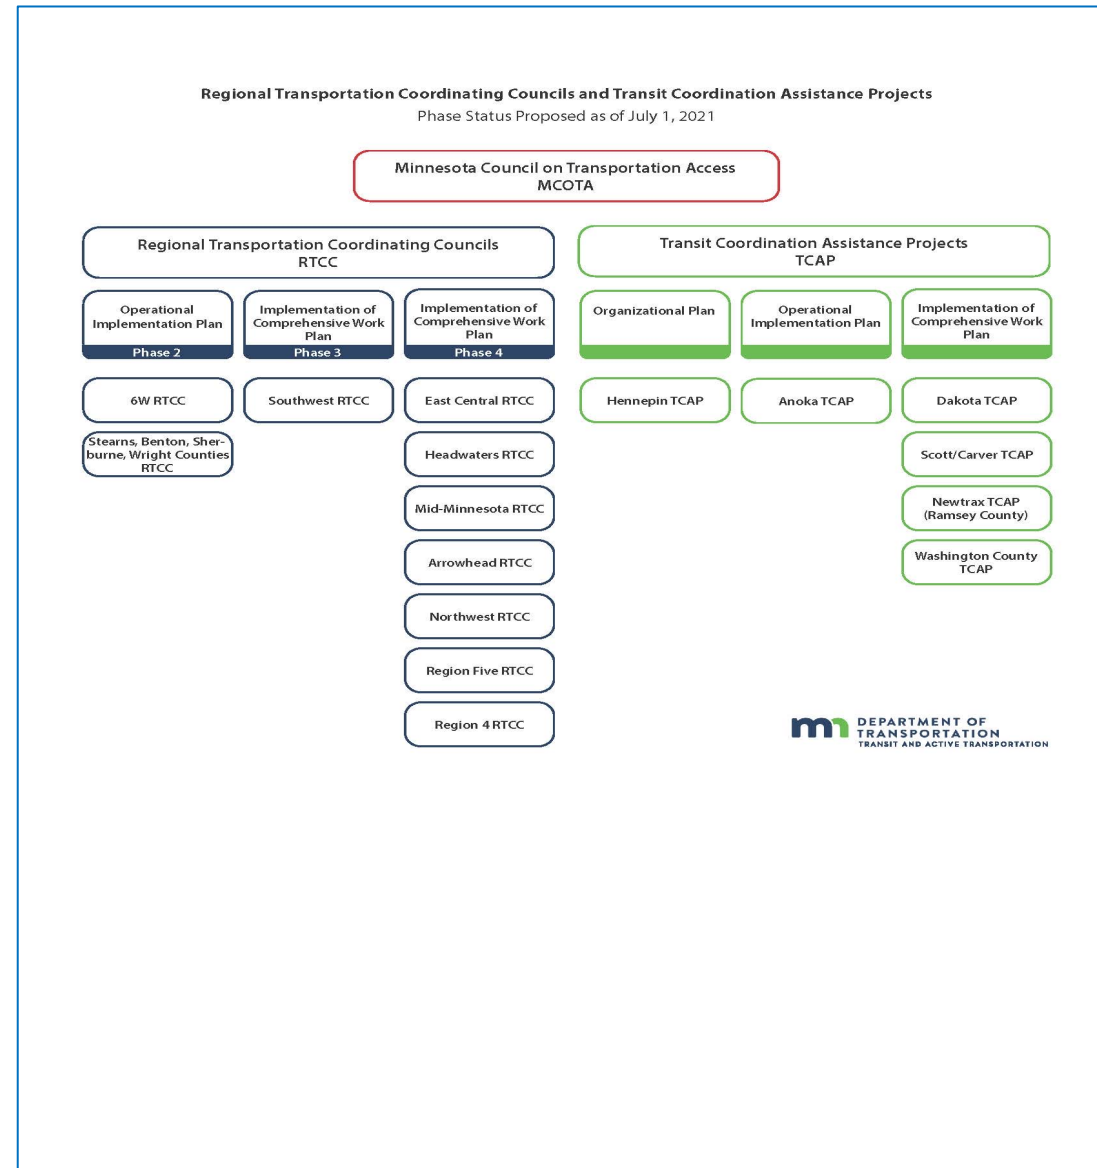 Regional Transportation Coordinating Councils and Transit Coordination Assistance Projects
Phase Status Proposed as of July 1, 2021
Minnesota Council on Transportation Access
MCOTA
Regional Transportation Coordinating Councils
RTCC
Operational
Implementation Plan
Phase 2
Implementation of
Comprehensive Work
Plan
Phase 3
Implementation of
Comprehensive Work
Plan
Phase 4
6W RTCC
Stearns, Benton, Sher-
burne, Wright Counties
RTCC
Southwest RTCC
East Central RTCC
Headwaters RTCC
Mid-Minnesota RTCC
Arrowhead RTCC
Northwest RTCC
Region Five RTCC
Region 4 RTCC
Transit Coordination Assistance Projects
TCAP
Organizational Plan
Operational
Implementation Plan
Implementation of
Comprehensive Work
Plan
Hennepin TCAP
Anoka TCAP
Dakota TCAP
Scott/Carver TCAP
Newtrax TCAP
(Ramsey County)
Washington County
TCAP
mn
DEPARTMENT OF
TRANSPORTATION
TRANSIT AND ACTIVE TRANSPORTATION